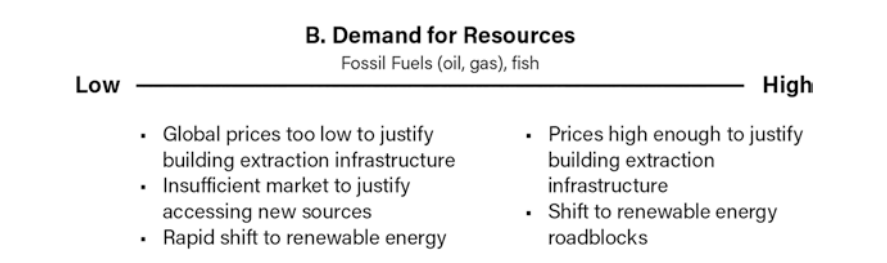 B. Demand for Resources
Fossil Fuels (oil, gas), fish
Low
High
▪ Global prices too low to justify
building extraction infrastructure
▪ Insufficient market to justify
accessing new sources
▪ Rapid shift to renewable energy
▪ Prices high enough to justify
building extraction
infrastructure
▪ Shift to renewable energy
roadblocks